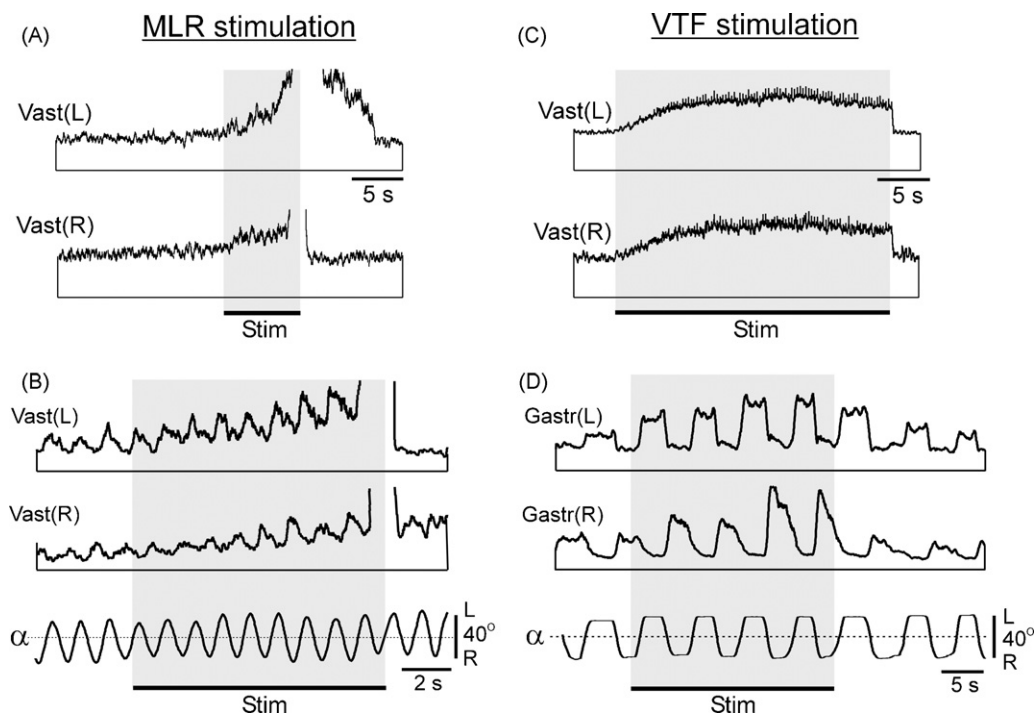 MLR stimulation
VTF stimulation
(A)
Vast(L)
5 s
Vast(R)
Stim
(C)
Vast(L)
5 s
Vast(R)
Stim
(B)
Vast(L)
Vast(R)
α
L
40°
R
2 s
Stim
(D)
Gastr(L)
Gastr(R)
α
L
40°
R
5 s
Stim